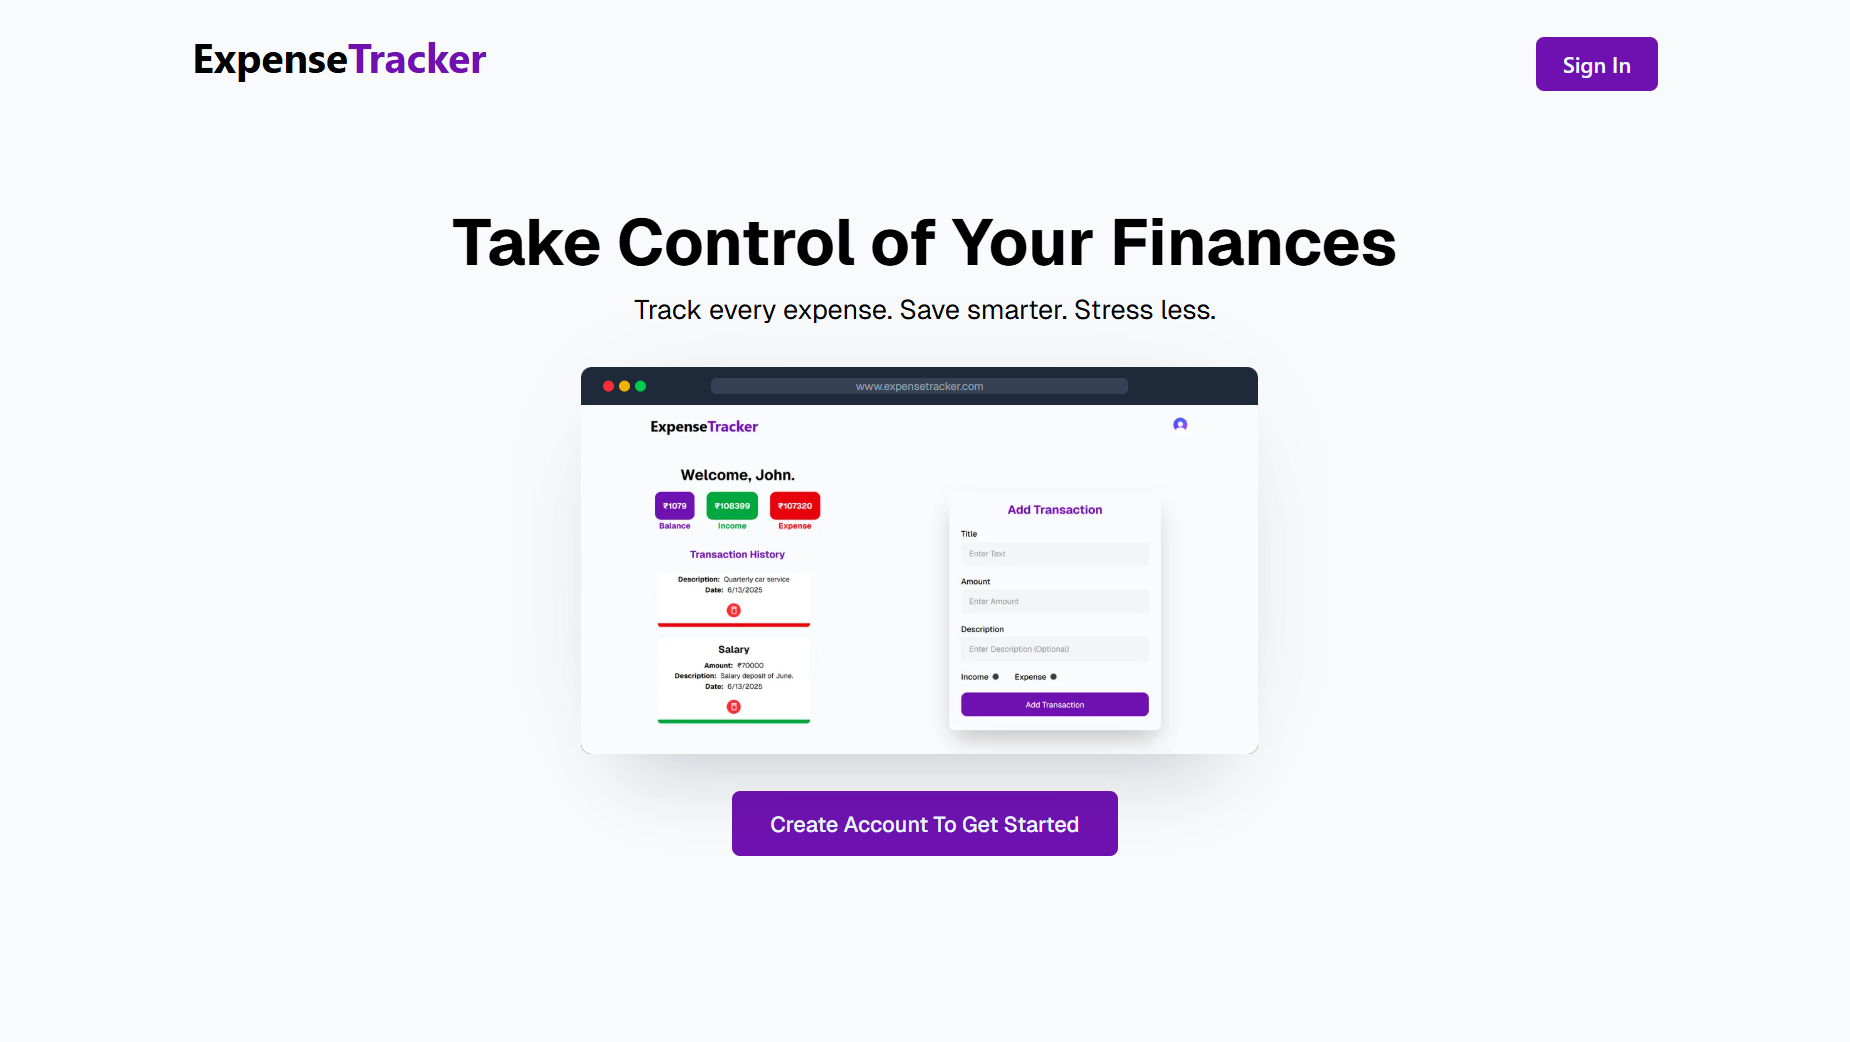 ExpenseTracker
Sign In
Take Control of Your Finances
Track every expense. Save smarter. Stress less.
www.expensetracker.com
ExpenseTracker
Welcome, John.
₹1079 ₹108399 ₹107320
Balance Income Expense
Transaction History
Description: Quarterly car service
Date: 6/13/2025
Salary
Amount: ₹70000
Description: Salary deposit of June.
Date: 6/13/2025
Add Transaction
Title
Enter Text
Amount
Enter Amount
Description
Enter Description (Optional)
Income Expense
Add Transaction
Create Account To Get Started